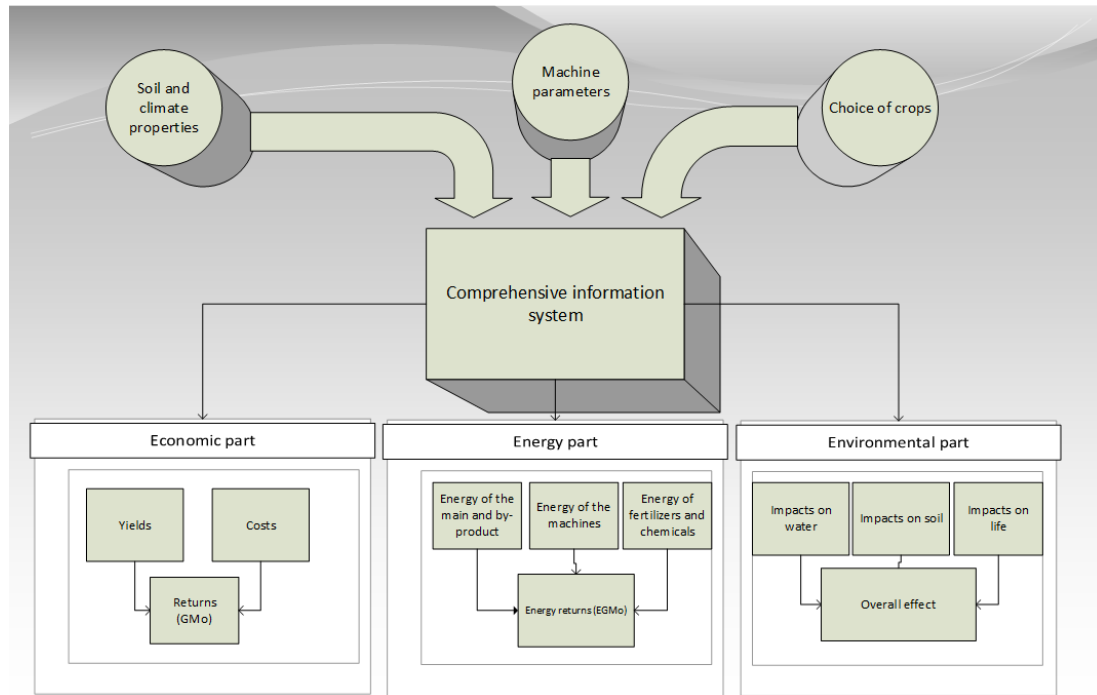 Soil and
climate
properties
Machine
parameters
Choice of crops
Comprehensive information
system
Economic part
Yields
Costs
Returns
(GMo)
Energy part
Energy of the
main and by-
product
Energy of the
machines
Energy of
fertilizers and
chemicals
Energy returns (EGMo)
Environmental part
Impacts on
water
Impacts on soil
Impacts on
life
Overall effect